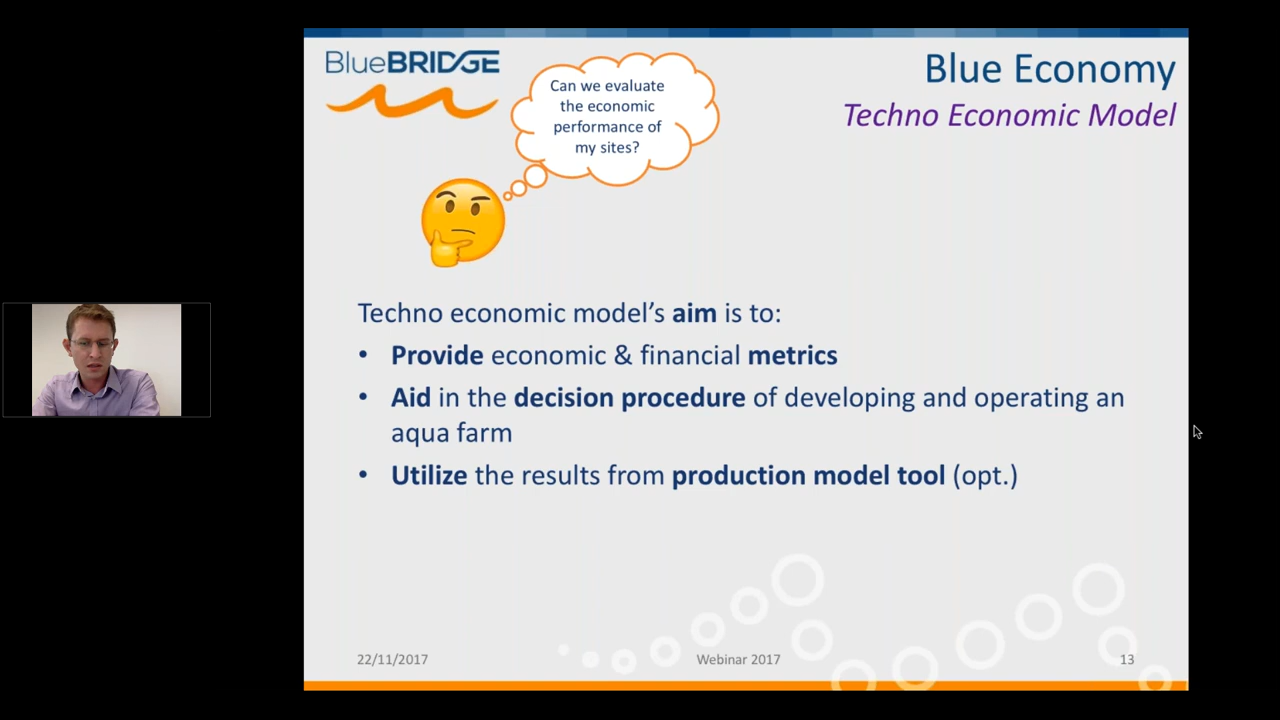 BlueBRIDGE
Can we evaluate
the economic
performance of
my sites?
Blue Economy
Techno Economic Model
Techno economic model's aim is to:
• Provide economic & financial metrics
• Aid in the decision procedure of developing and operating an
aqua farm
• Utilize the results from production model tool (opt.)
22/11/2017
Webinar 2017
13